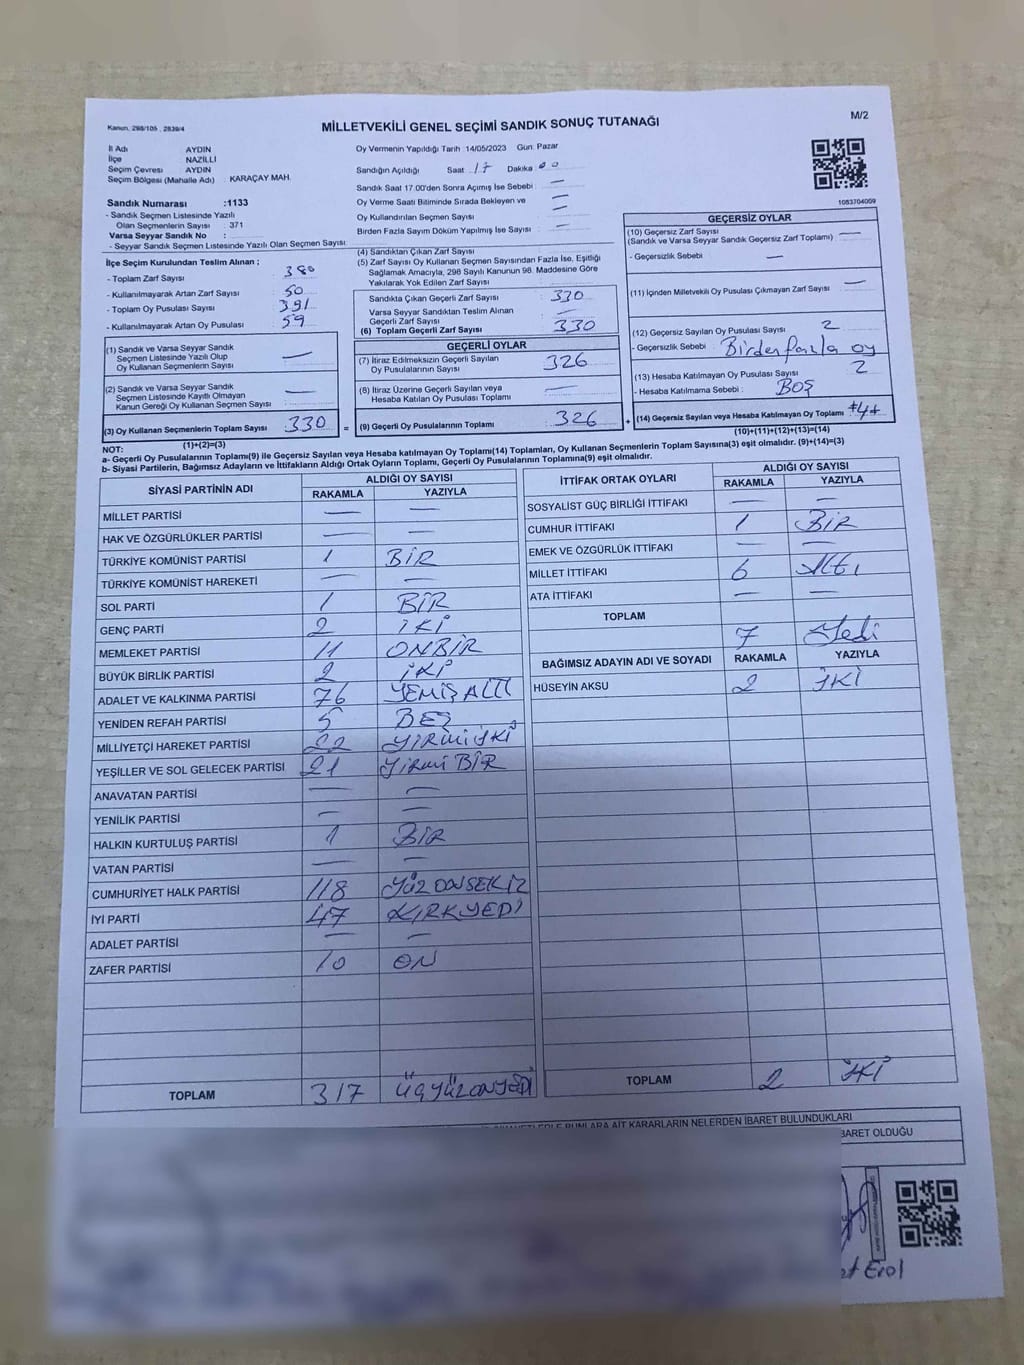 Kanun, 298/105 , 2839/4
MİLLETVEKİLİ GENEL SEÇİMİ SANDIK SONUÇ TUTANAĞI
M/2
İl Adı AYDIN
İlçe NAZİLLİ
Seçim Çevresi AYDIN
Seçim Bölgesi (Mahalle Adı) KARAÇAY MAH.
Oy Vermenin Yapıldığı Tarih :14/05/2023 Gün: Pazar
Sandığın Açıldığı Saat 17 Dakika 00
Sandık Saat 17.00'den Sonra Açımış İse Sebebi —
Oy Verme Saati Bitiminde Sırada Bekleyen ve —
Oy Kullandırılan Seçmen Sayısı —
Birden Fazla Sayım Döküm Yapılmış İse Sayısı —
1083704009
Sandık Numarası :1133
- Sandık Seçmen Listesinde Yazılı
Olan Seçmenlerin Sayısı : 371
Varsa Seyyar Sandık No :
- Seyyar Sandık Seçmen Listesinde Yazılı Olan Seçmen Sayısı:
İlçe Seçim Kurulundan Teslim Alınan ;
- Toplam Zarf Sayısı 380
- Kullanılmayarak Artan Zarf Sayısı 50
- Toplam Oy Pusulası Sayısı 391
- Kullanılmayarak Artan Oy Pusulası 59
(1) Sandık ve Varsa Seyyar Sandık
Seçmen Listesinde Yazılı Olup
Oy Kullanan Seçmenlerin Sayısı —
(2) Sandık ve Varsa Seyyar Sandık
Seçmen Listesinde Kayıtlı Olmayan
Kanun Gereği Oy Kullanan Seçmen Sayısı —
(3) Oy Kullanan Seçmenlerin Toplam Sayısı 330
(1)+(2)=(3)
(4) Sandıktan Çıkan Zarf Sayısı
(5) Zarf Sayısı Oy Kullanan Seçmen Sayısından Fazla İse, Eşitliği
Sağlamak Amacıyla, 298 Sayılı Kanunun 98. Maddesine Göre
Yakılarak Yok Edilen Zarf Sayısı
Sandıkta Çıkan Geçerli Zarf Sayısı 330
Varsa Seyyar Sandıktan Teslim Alınan
Geçerli Zarf Sayısı —
(6) Toplam Geçerli Zarf Sayısı 330
GEÇERLİ OYLAR
(7) İtiraz Edilmeksizin Geçerli Sayılan
Oy Pusulalarının Sayısı 326
(8) İtiraz Üzerine Geçerli Sayılan veya
Hesaba Katılan Oy Pusulası Toplamı —
= (9) Geçerli Oy Pusulalarının Toplamı 326 +
GEÇERSİZ OYLAR
(10) Geçersiz Zarf Sayısı —
(Sandık ve Varsa Seyyar Sandık Geçersiz Zarf Toplamı)
- Geçersizlik Sebebi —
(11) İçinden Milletvekili Oy Pusulası Çıkmayan Zarf Sayısı —
(12) Geçersiz Sayılan Oy Pusulası Sayısı 2
- Geçersizlik Sebebi Birden fazla oy
(13) Hesaba Katılmayan Oy Pusulası Sayısı 2
- Hesaba Katılmama Sebebi : BOŞ
(14) Geçersiz Sayılan veya Hesaba Katılmayan Oy Toplamı 4
(10)+(11)+(12)+(13)=(14)
NOT:
a- Geçerli Oy Pusulalarının Toplamı(9) ile Geçersiz Sayılan veya Hesaba katılmayan Oy Toplamı(14) Toplamları, Oy Kullanan Seçmenlerin Toplam Sayısına(3) eşit olmalıdır. (9)+(14)=(3)
b- Siyasi Partilerin, Bağımsız Adayların ve İttifakların Aldığı Ortak Oyların Toplamı, Geçerli Oy Pusulalarının Toplamına(9) eşit olmalıdır.
SİYASİ PARTİNİN ADI ALDIĞI OY SAYISI
RAKAMLA YAZIYLA
MİLLET PARTİSİ — —
HAK VE ÖZGÜRLÜKLER PARTİSİ — —
TÜRKİYE KOMÜNİST PARTİSİ 1 BİR
TÜRKİYE KOMÜNİST HAREKETİ — —
SOL PARTİ 1 BİR
GENÇ PARTİ 2 İKİ
MEMLEKET PARTİSİ 11 ONBİR
BÜYÜK BİRLİK PARTİSİ 2 İKİ
ADALET VE KALKINMA PARTİSİ 76 YEMİŞALTI
YENİDEN REFAH PARTİSİ 5 BEŞ
MİLLİYETÇİ HAREKET PARTİSİ 22 YİRMİİKİ
YEŞİLLER VE SOL GELECEK PARTİSİ 21 YİRMİ BİR
ANAVATAN PARTİSİ — —
YENİLİK PARTİSİ — —
HALKIN KURTULUŞ PARTİSİ 1 BİR
VATAN PARTİSİ — —
CUMHURİYET HALK PARTİSİ 118 YÜZ ONSEKİZ
İYİ PARTİ 47 KIRKYEDİ
ADALET PARTİSİ — —
ZAFER PARTİSİ 10 ON
TOPLAM 317 ÜÇYÜZONYEDİ
İTTİFAK ORTAK OYLARI ALDIĞI OY SAYISI
RAKAMLA YAZIYLA
SOSYALİST GÜÇ BİRLİĞİ İTTİFAKI — —
CUMHUR İTTİFAKI 1 BİR
EMEK VE ÖZGÜRLÜK İTTİFAKI — —
MİLLET İTTİFAKI 6 Altı
ATA İTTİFAKI — —
TOPLAM 7 Yedi
BAĞIMSIZ ADAYIN ADI VE SOYADI RAKAMLA YAZIYLA
HÜSEYİN AKSU 2 İKİ
TOPLAM 2 İKİ
BUNLARA AİT KARARLARIN NELERDEN İBARET BULUNDUKLARI
İBARET OLDUĞU
Erol